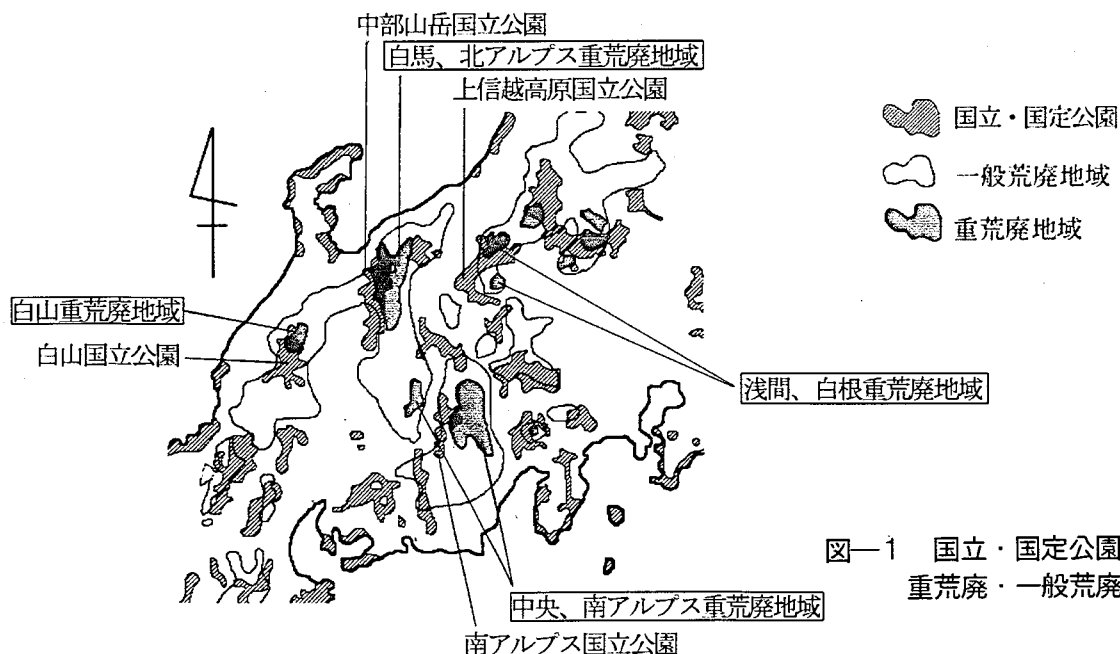 中部山岳国立公園
白馬、北アルプス重荒廃地域
上信越高原国立公園
国立・国定公園
一般荒廃地域
重荒廃地域
白山重荒廃地域
白山国立公園
浅間、白根重荒廃地域
図―1 国立・国定公園
重荒廃・一般荒廃
中央、南アルプス重荒廃地域
南アルプス国立公園